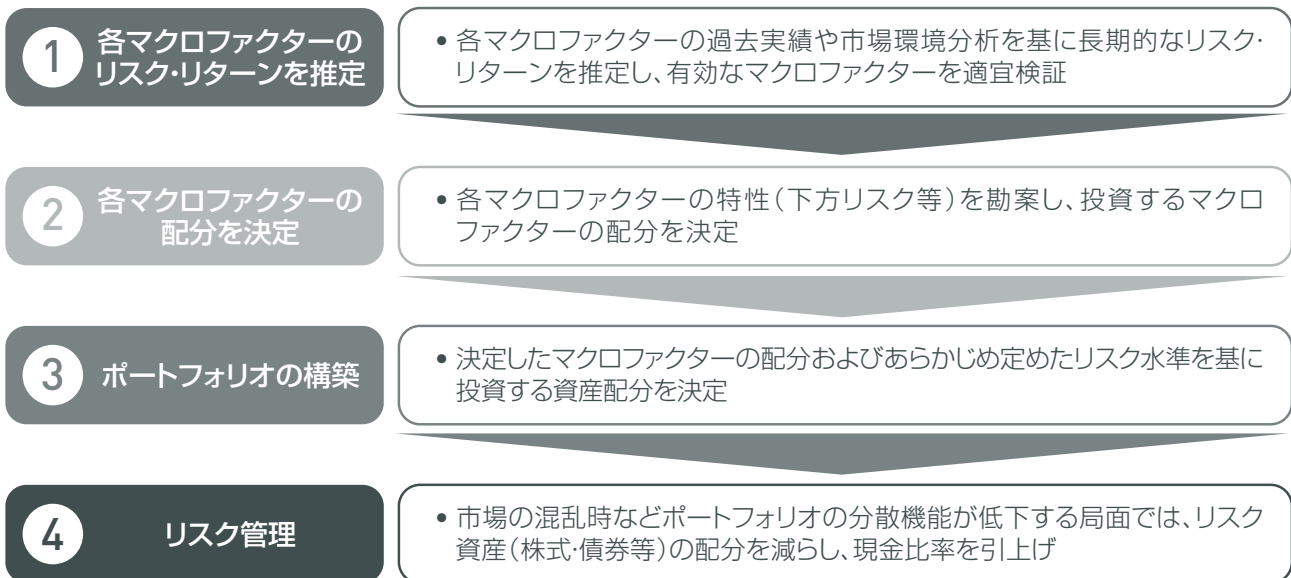 1
各マクロファクターの
リスク・リターンを推定
• 各マクロファクターの過去実績や市場環境分析を基に長期的なリスク・
リターンを推定し、有効なマクロファクターを適宜検証
2
各マクロファクターの
配分を決定
• 各マクロファクターの特性（下方リスク等）を勘案し、投資するマクロ
ファクターの配分を決定
3
ポートフォリオの構築
• 決定したマクロファクターの配分およびあらかじめ定めたリスク水準を基に
投資する資産配分を決定
4
リスク管理
• 市場の混乱時などポートフォリオの分散機能が低下する局面では、リスク
資産（株式・債券等）の配分を減らし、現金比率を引上げ